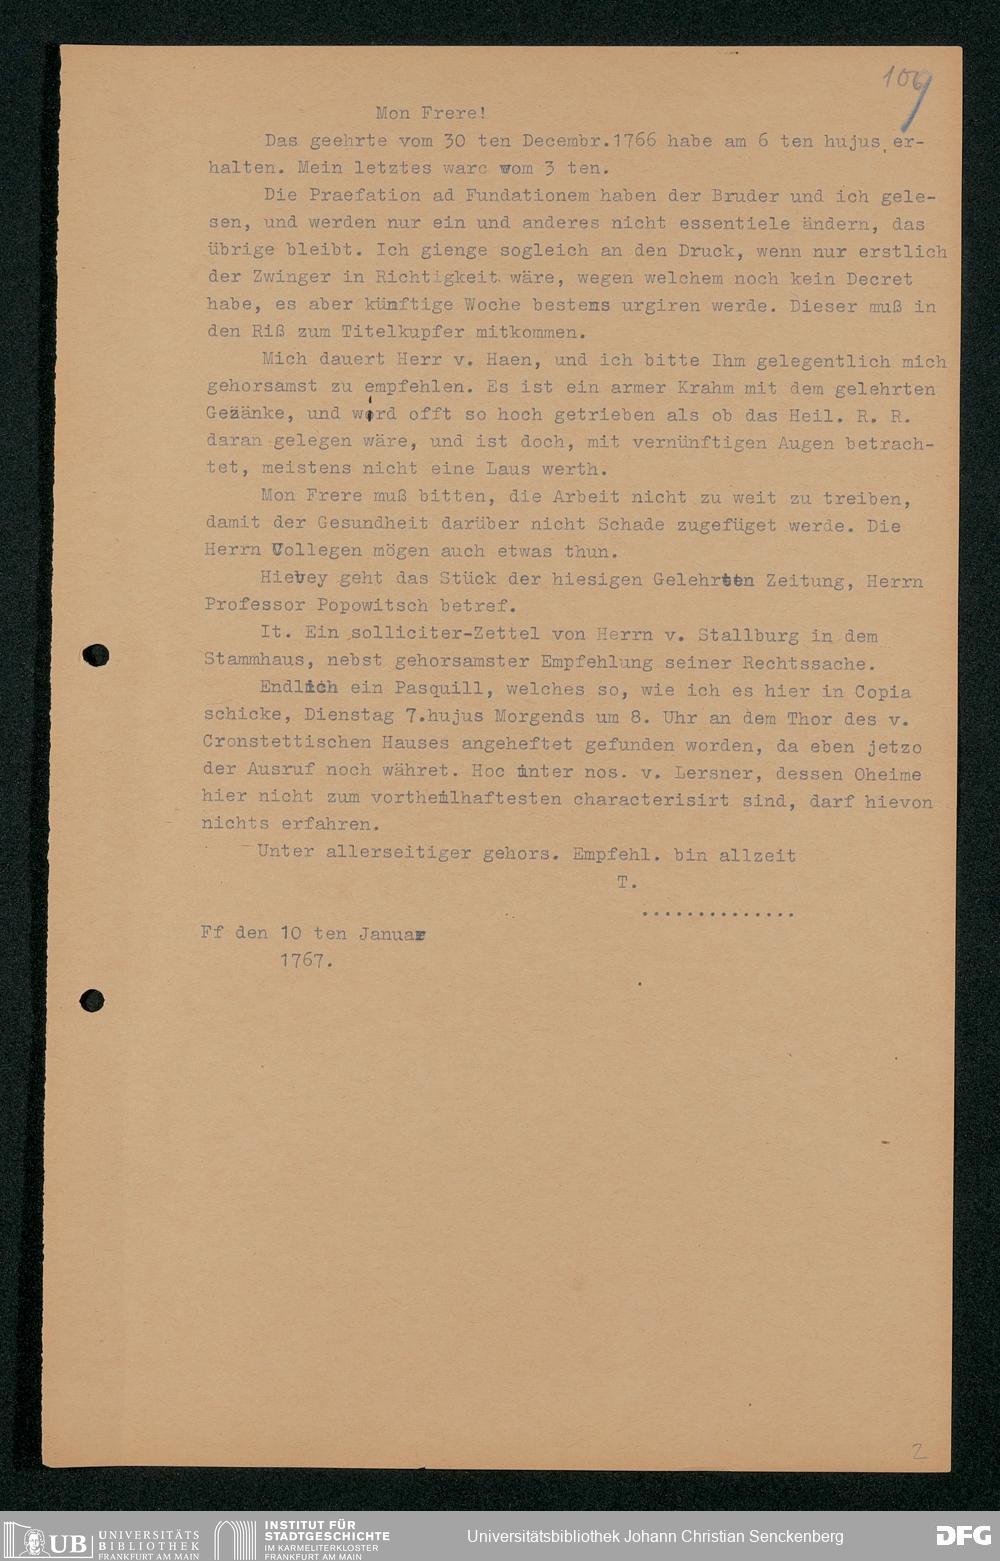 109
Mon Frere!
Das geehrte vom 30 ten Decembr.1766 habe am 6 ten hujus er-
halten. Mein letztes ware vom 3 ten.
Die Praefation ad Fundationem haben der Bruder und ich gele-
sen, und werden nur ein und anderes nicht essentiele ändern, das
übrige bleibt. Ich gienge sogleich an den Druck, wenn nur erstlich
der Zwinger in Richtigkeit wäre, wegen welchem noch kein Decret
habe, es aber künftige Woche bestens urgiren werde. Dieser muß in
den Riß zum Titelkupfer mitkommen.
Mich dauert Herr v. Haen, und ich bitte Ihm gelegentlich mich
gehorsamst zu empfehlen. Es ist ein armer Krahm mit dem gelehrten
Gezänke, und wird offt so hoch getrieben als ob das Heil. R. R.
daran gelegen wäre, und ist doch, mit vernünftigen Augen betrach-
tet, meistens nicht eine Laus werth.
Mon Frere muß bitten, die Arbeit nicht zu weit zu treiben,
damit der Gesundheit darüber nicht Schade zugefüget werde. Die
Herrn Collegen mögen auch etwas thun.
Hiebey geht das Stück der hiesigen Gelehrten Zeitung, Herrn
Professor Popowitsch betref.
It. Ein solliciter-Zettel von Herrn v. Stallburg in dem
Stammhaus, nebst gehorsamster Empfehlung seiner Rechtssache.
Endlich ein Pasquill, welches so, wie ich es hier in Copia
schicke, Dienstag 7.hujus Morgends um 8. Uhr an dem Thor des v.
Cronstettischen Hauses angeheftet gefunden worden, da eben jetzo
der Ausruf noch währet. Hoc inter nos. v. Lersner, dessen Oheime
hier nicht zum vortheilhaftesten characterisirt sind, darf hievon
nichts erfahren.
Unter allerseitiger gehors. Empfehl. bin allzeit
T.
..............
Ff den 10 ten Januar
1767.
2
UB UNIVERSITÄTS
BIBLIOTHEK
FRANKFURT AM MAIN
INSTITUT FÜR
STADTGESCHICHTE
IM KARMELITERKLOSTER
FRANKFURT AM MAIN
Universitätsbibliothek Johann Christian Senckenberg
DFG